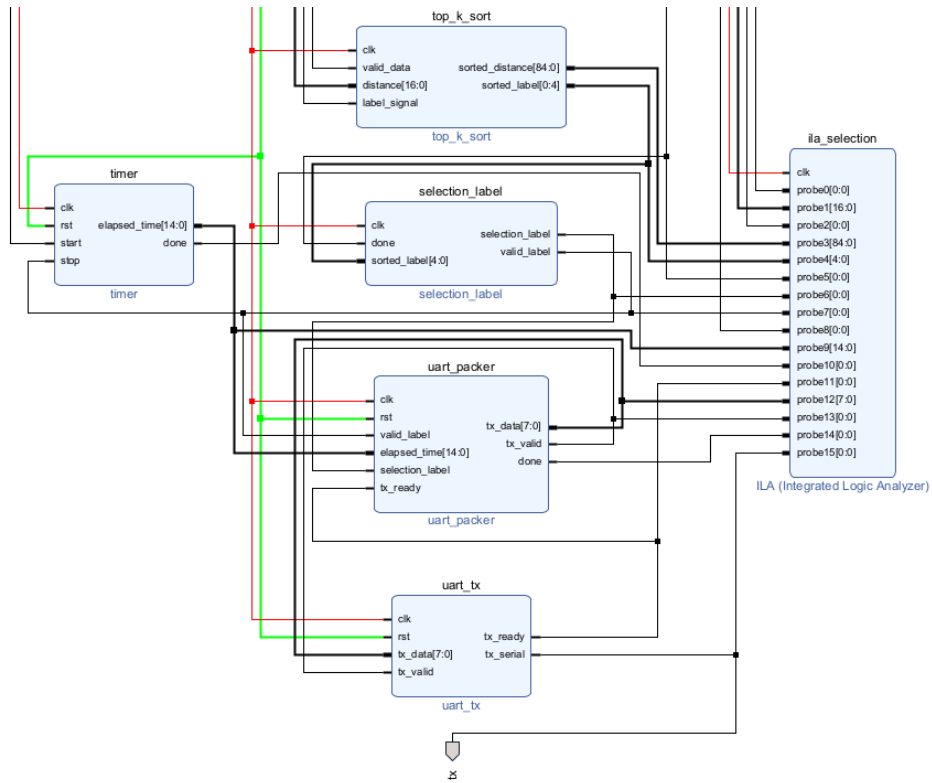 top_k_sort
clk
valid_data
distance[16:0]
label_signal
sorted_distance[84:0]
sorted_label[0:4]
top_k_sort
timer
clk
rst
start
stop
elapsed_time[14:0]
done
timer
selection_label
clk
done
sorted_label[4:0]
selection_label
valid_label
selection_label
uart_packer
clk
rst
valid_label
elapsed_time[14:0]
selection_label
tx_ready
tx_data[7:0]
tx_valid
done
uart_packer
uart_tx
clk
rst
tx_data[7:0]
tx_valid
tx_ready
tx_serial
uart_tx
ila_selection
clk
probe0[0:0]
probe1[16:0]
probe2[0:0]
probe3[84:0]
probe4[4:0]
probe5[0:0]
probe6[0:0]
probe7[0:0]
probe8[0:0]
probe9[14:0]
probe10[0:0]
probe11[0:0]
probe12[7:0]
probe13[0:0]
probe14[0:0]
probe15[0:0]
ILA (Integrated Logic Analyzer)
tx